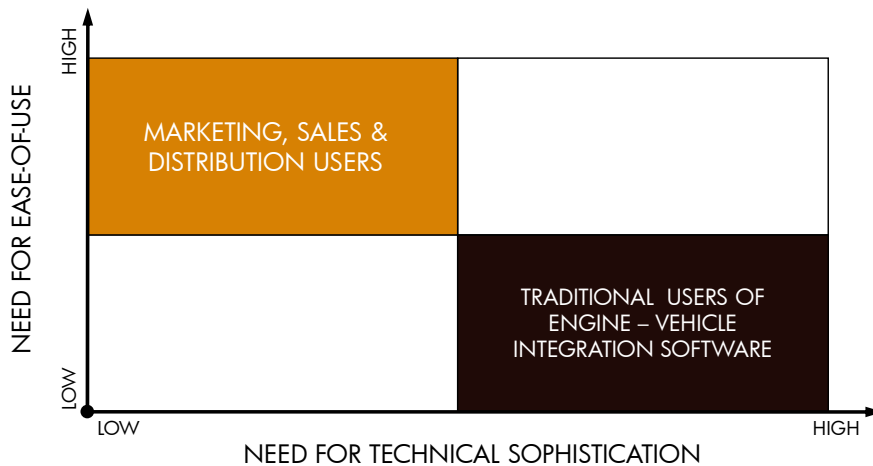 HIGH
NEED FOR EASE-OF-USE
LOW
MARKETING, SALES &
DISTRIBUTION USERS
TRADITIONAL USERS OF
ENGINE – VEHICLE
INTEGRATION SOFTWARE
LOW
HIGH
NEED FOR TECHNICAL SOPHISTICATION